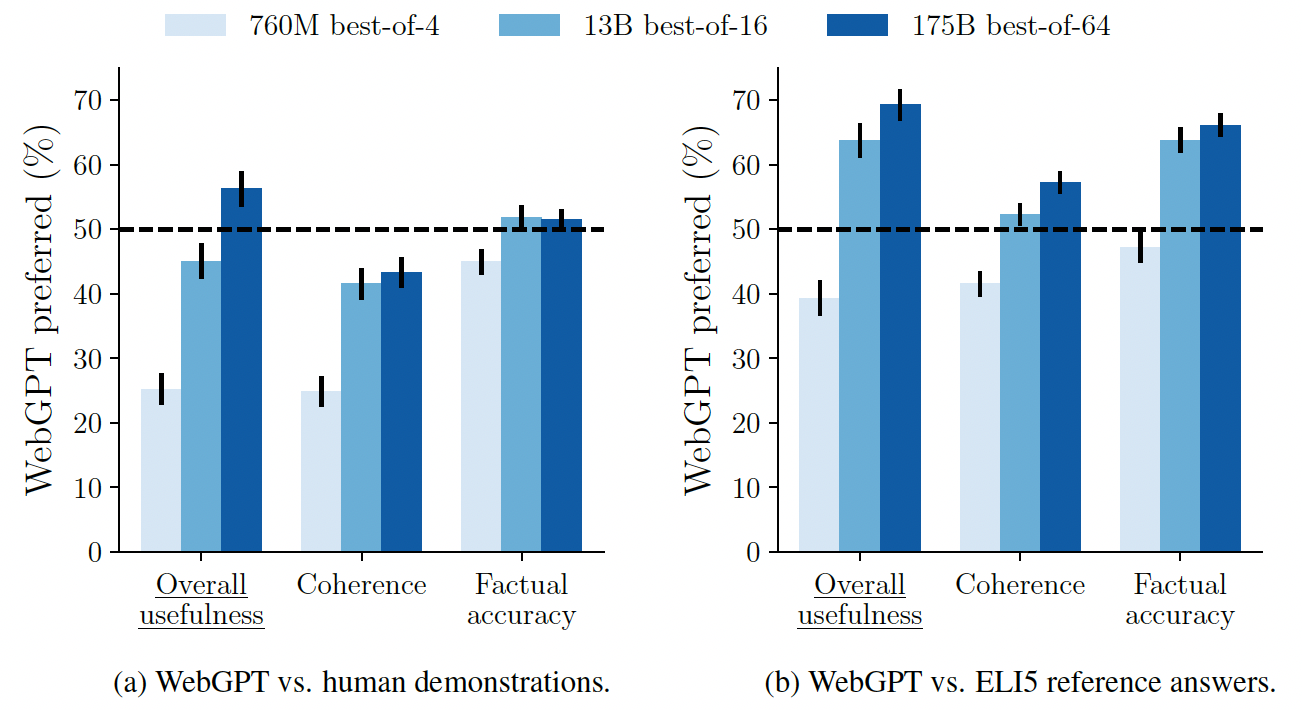 760M best-of-4 13B best-of-16 175B best-of-64
WebGPT preferred (%)
70
60
50
40
30
20
10
0
Overall usefulness
Coherence
Factual accuracy
(a) WebGPT vs. human demonstrations.
WebGPT preferred (%)
70
60
50
40
30
20
10
0
Overall usefulness
Coherence
Factual accuracy
(b) WebGPT vs. ELI5 reference answers.